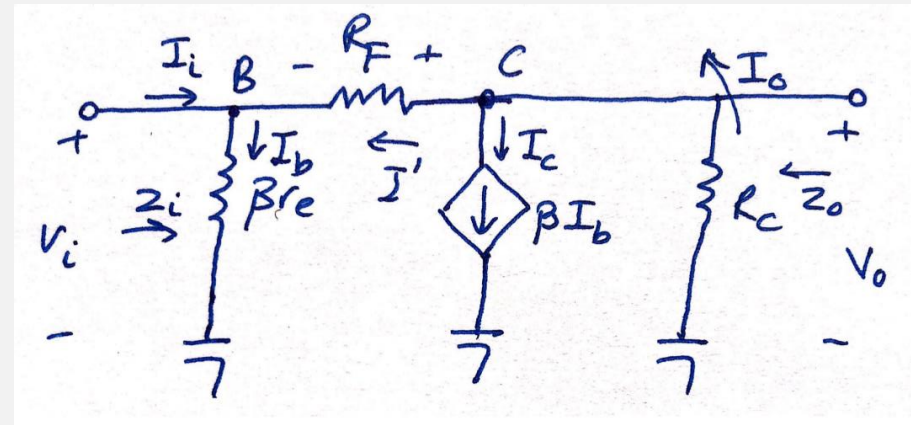 Ii B - RF + C Io
+ Ib I' Ic +
Zi βre βIb RC Zo
Vi Vo
- -